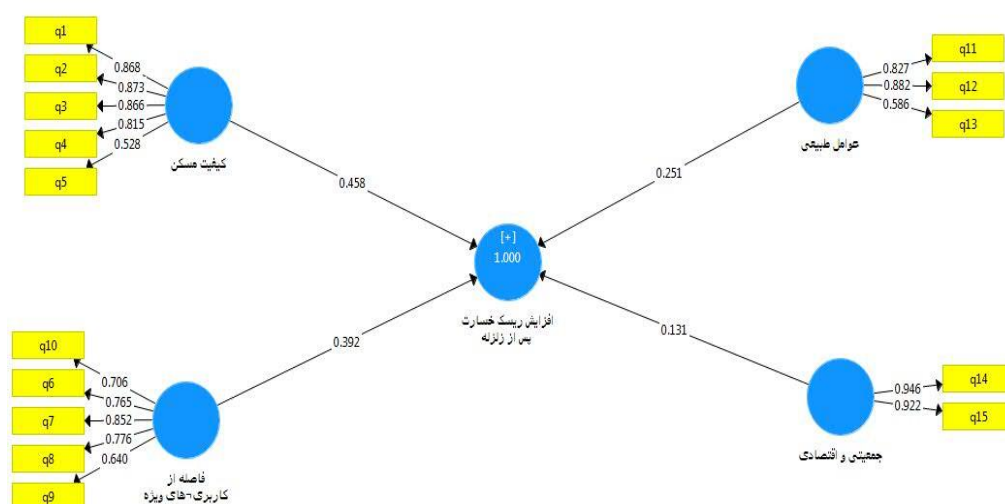 q1
q2
q3
q4
q5
0.868
0.873
0.866
0.815
0.528
کیفیت مسکن
0.458
q11
q12
q13
0.827
0.882
0.586
عوامل طبیعی
0.251
[+]
1.000
افزایش ریسک خسارت
پس از زلزله
q10
q6
q7
q8
q9
0.706
0.765
0.852
0.776
0.640
فاصله از
کاربری¬های ویژه
0.392
0.131
q14
q15
0.946
0.922
جمعیتی و اقتصادی